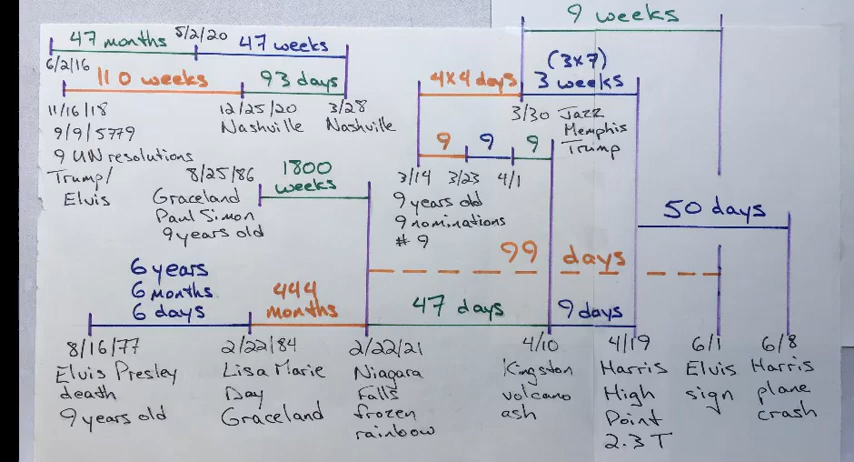 9 weeks
47 months 5/2/20 47 weeks
6/2/16
110 weeks 93 days
4x4 days (3x7)
3 weeks
11/16/18 12/25/20 3/28
9/9/5779 Nashville Nashville
9 UN resolutions
Trump/
Elvis
3/30 Jazz
Memphis
Trump
9 9 9
8/25/86 1800
weeks
Graceland
Paul Simon
9 years old
3/14 3/23 4/1
9 years old
9 nominations
# 9
50 days
99 days
6 years
6 months
6 days
444
months
47 days 9 days
8/16/77
Elvis Presley
death
9 years old
2/22/84
Lisa Marie
Day
Graceland
2/22/21
Niagara
Falls
frozen
rainbow
4/10
Kingston
volcano
ash
4/19
Harris
High
Point
2.3 T
6/1
Elvis
sign
6/8
Harris
plane
crash